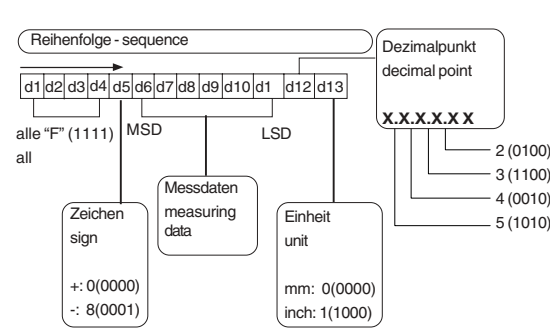 Reihenfolge - sequence
Dezimalpunkt
decimal point
X.X.X.X.X X
d1 d2 d3 d4 d5 d6 d7 d8 d9 d10 d1 d12 d13
alle "F" (1111)
all
MSD
LSD
2 (0100)
3 (1100)
4 (0010)
5 (1010)
Messdaten
measuring
data
Zeichen
sign
+: 0(0000)
-: 8(0001)
Einheit
unit
mm: 0(0000)
inch: 1(1000)